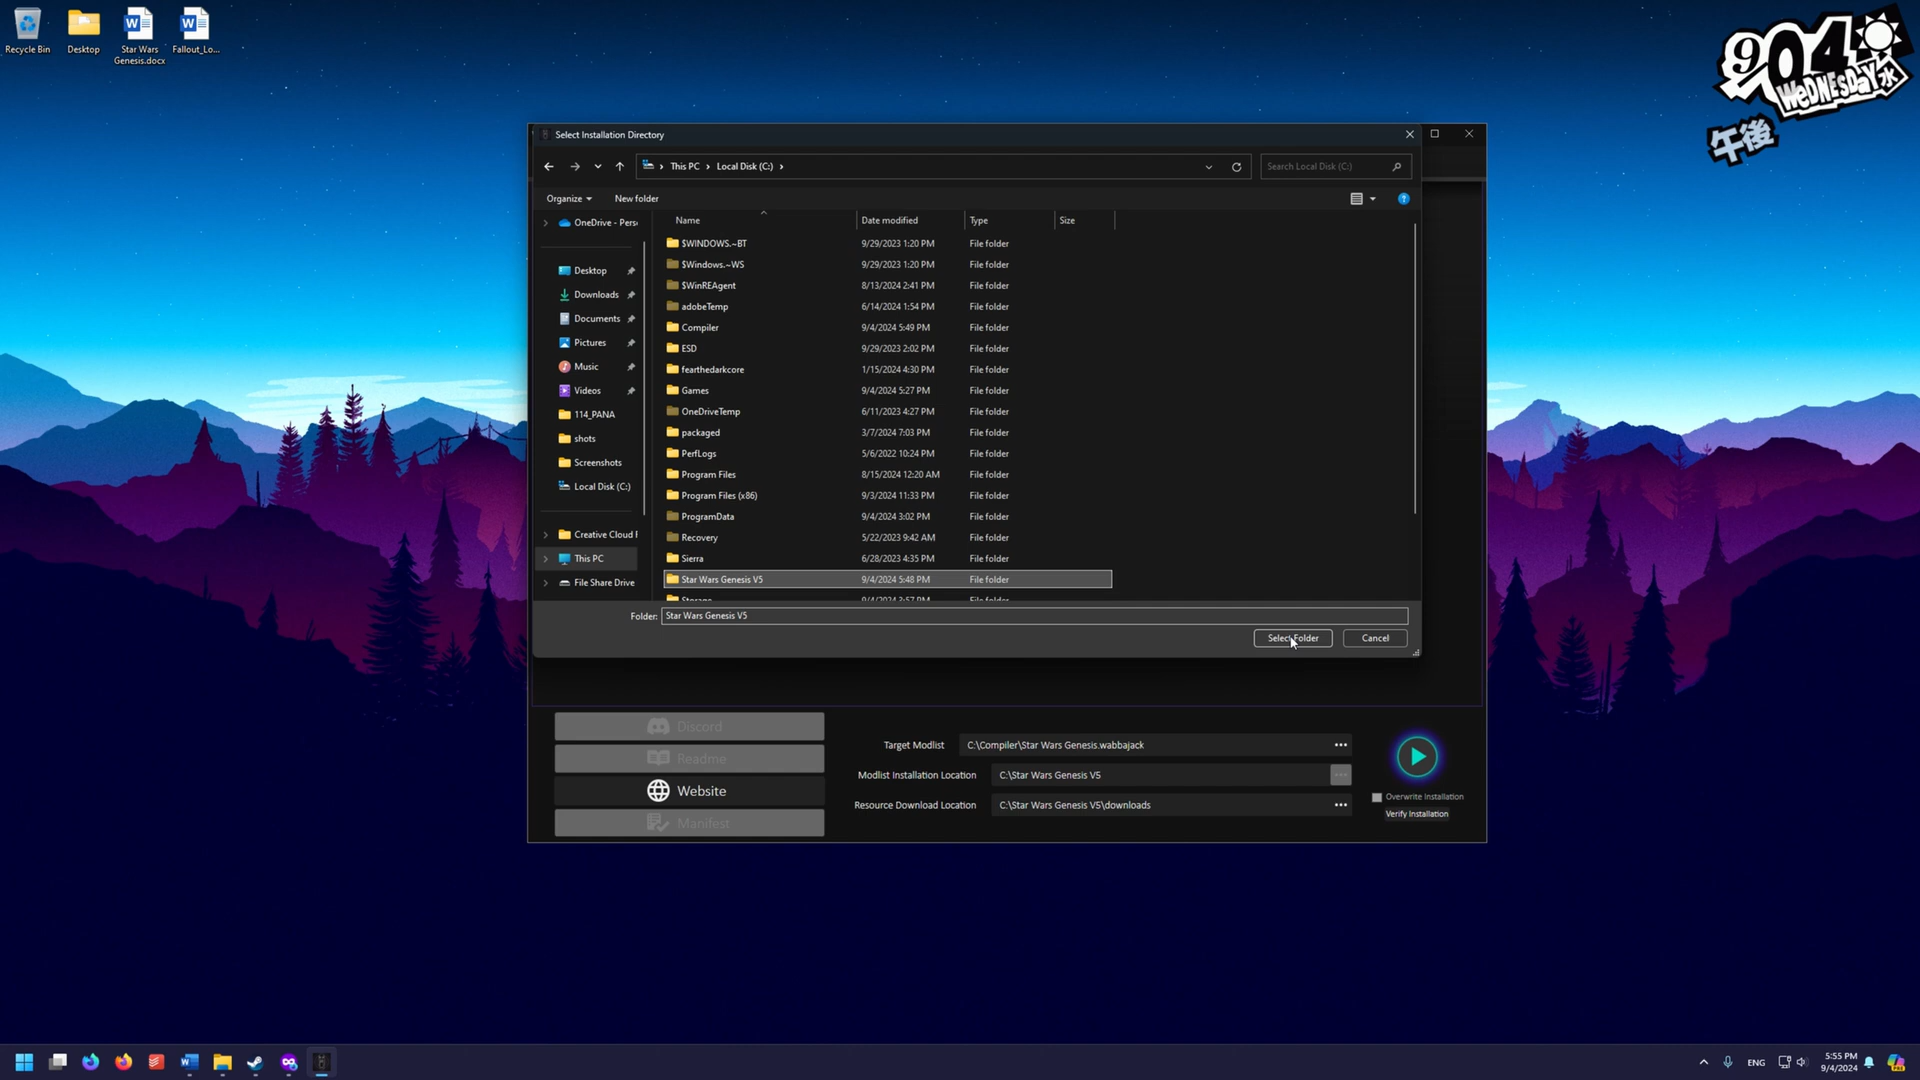 Recycle Bin
Desktop
Star Wars
Genesis.docx
Fallout_Lo...
904
WeDNESDaY
水
午後
Select Installation Directory
This PC
Local Disk (C:)
Search Local Disk (C:)
Organize
New folder
OneDrive - Pers
Desktop
Downloads
Documents
Pictures
Music
Videos
114_PANA
shots
Screenshots
Local Disk (C:)
Creative Cloud F
This PC
File Share Drive
Name Date modified Type Size
$WINDOWS.~BT 9/29/2023 1:20 PM File folder
$Windows.~WS 9/29/2023 1:20 PM File folder
$WinREAgent 8/13/2024 2:41 PM File folder
adobeTemp 6/14/2024 1:54 PM File folder
Compiler 9/4/2024 5:49 PM File folder
ESD 9/29/2023 2:02 PM File folder
fearthedarkcore 1/15/2024 4:30 PM File folder
Games 9/4/2024 5:27 PM File folder
OneDriveTemp 6/11/2023 4:27 PM File folder
packaged 3/7/2024 7:03 PM File folder
PerfLogs 5/6/2022 10:24 PM File folder
Program Files 8/15/2024 12:20 AM File folder
Program Files (x86) 9/3/2024 11:33 PM File folder
ProgramData 9/4/2024 3:02 PM File folder
Recovery 5/22/2023 9:42 AM File folder
Sierra 6/28/2023 4:35 PM File folder
Star Wars Genesis V5 9/4/2024 5:48 PM File folder
Storage 9/4/2024 3:57 PM File folder
Folder: Star Wars Genesis V5
Select Folder
Cancel
Discord
Readme
Website
Manifest
Target Modlist C:\Compiler\Star Wars Genesis.wabbajack
Modlist Installation Location C:\Star Wars Genesis V5
Resource Download Location C:\Star Wars Genesis V5\downloads
Overwrite Installation
Verify Installation
ENG
5:55 PM
9/4/2024